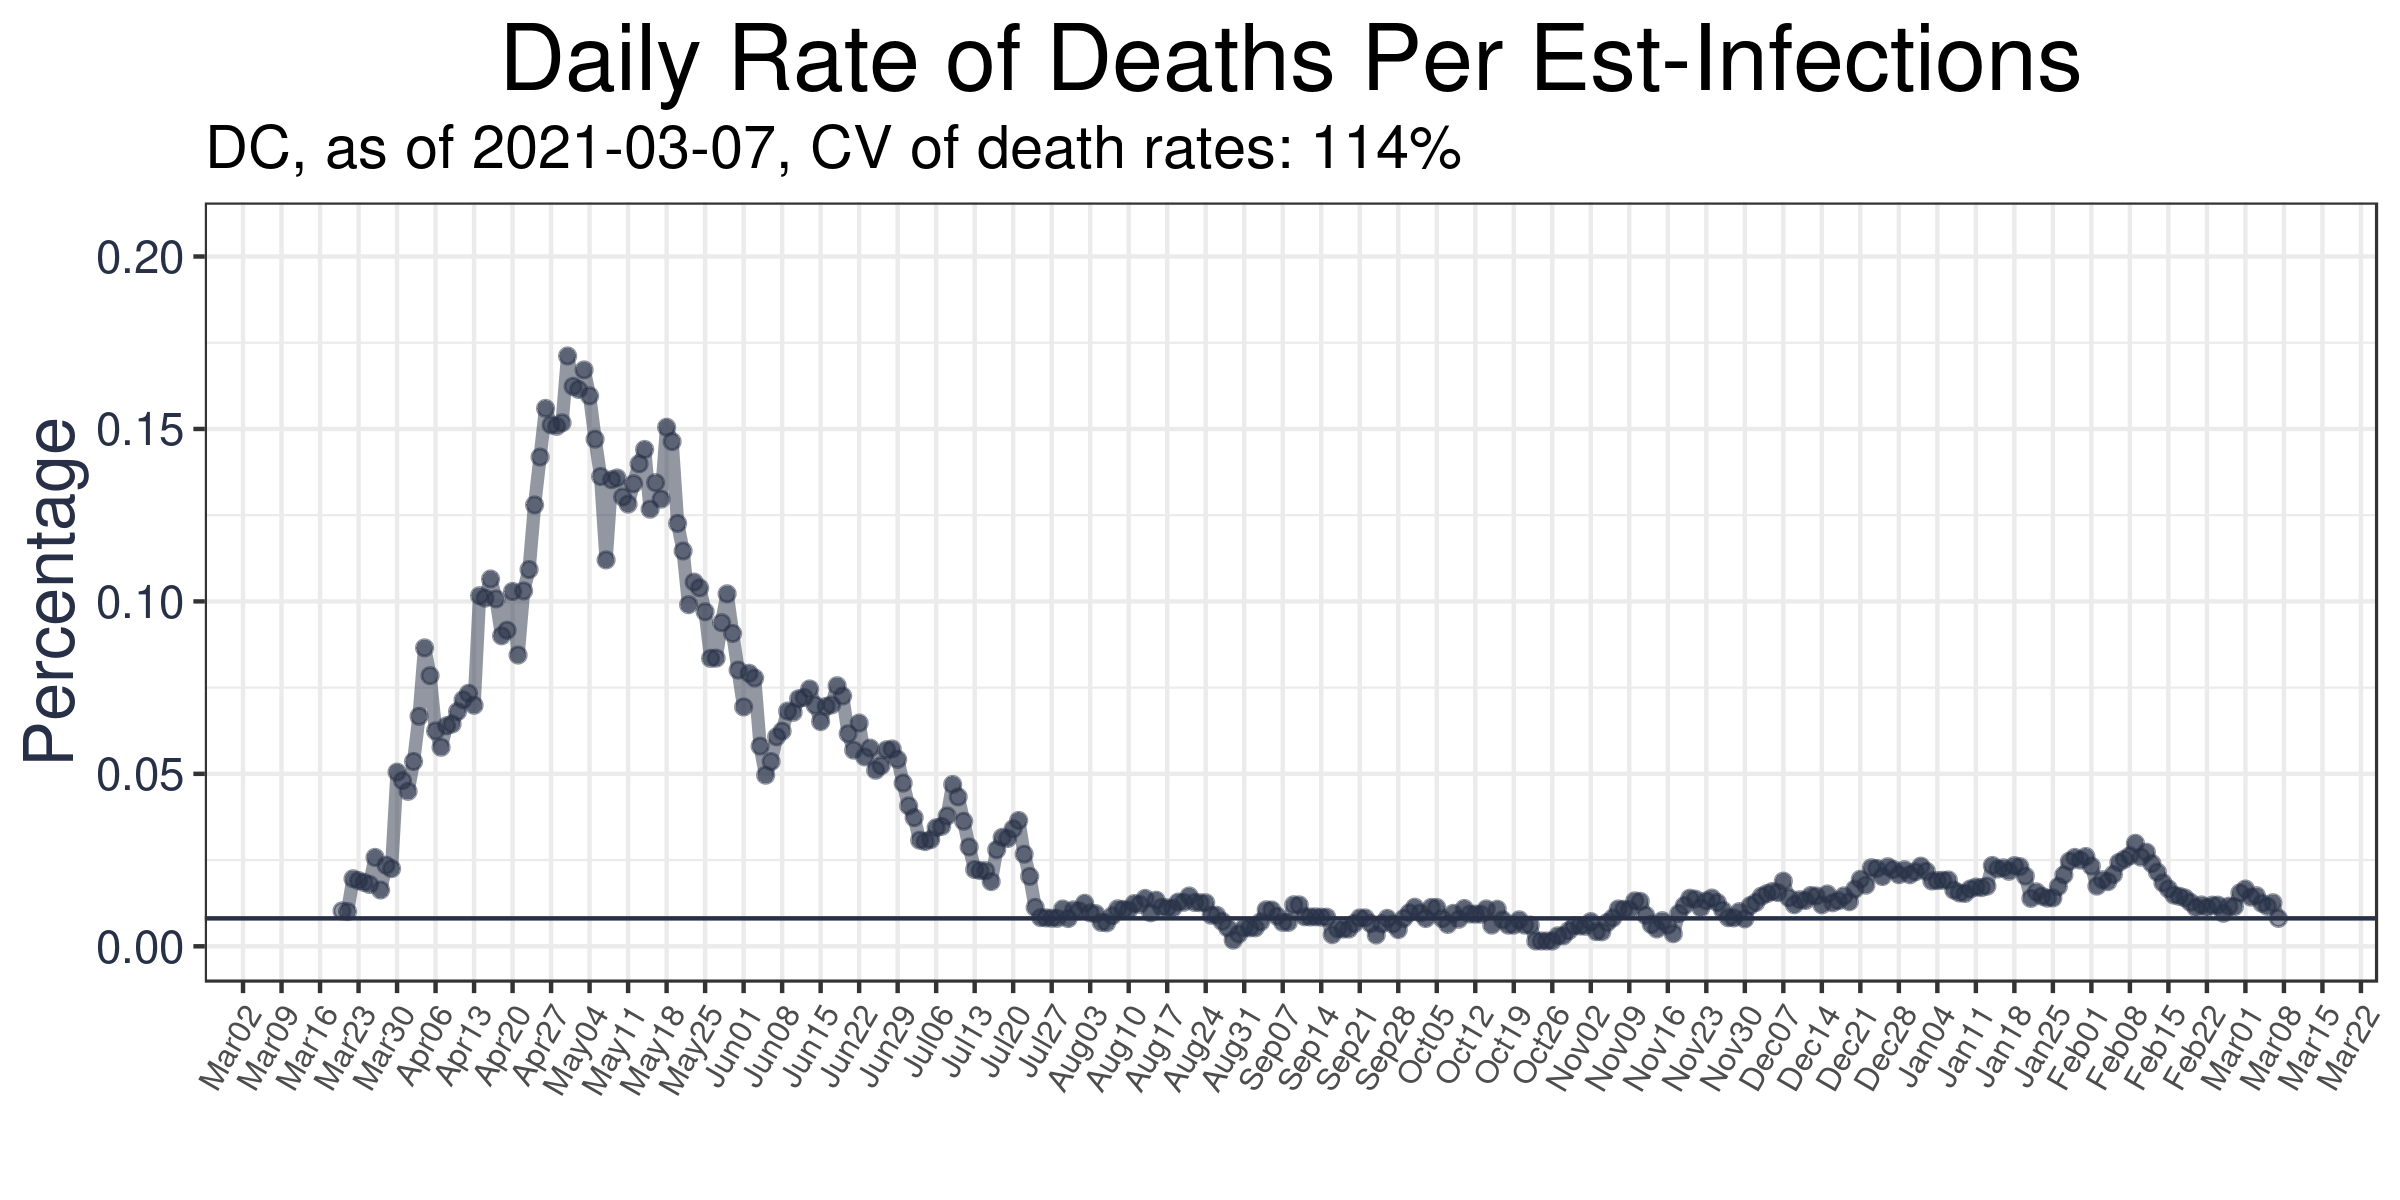 Daily Rate of Deaths Per Est-Infections
DC, as of 2021-03-07, CV of death rates: 114%
Percentage
0.20
0.15
0.10
0.05
0.00
Mar02
Mar09
Mar16
Mar23
Mar30
Apr06
Apr13
Apr20
Apr27
May04
May11
May18
May25
Jun01
Jun08
Jun15
Jun22
Jun29
Jul06
Jul13
Jul20
Jul27
Aug03
Aug10
Aug17
Aug24
Aug31
Sep07
Sep14
Sep21
Sep28
Oct05
Oct12
Oct19
Oct26
Nov02
Nov09
Nov16
Nov23
Nov30
Dec07
Dec14
Dec21
Dec28
Jan04
Jan11
Jan18
Jan25
Feb01
Feb08
Feb15
Feb22
Mar01
Mar08
Mar15
Mar22